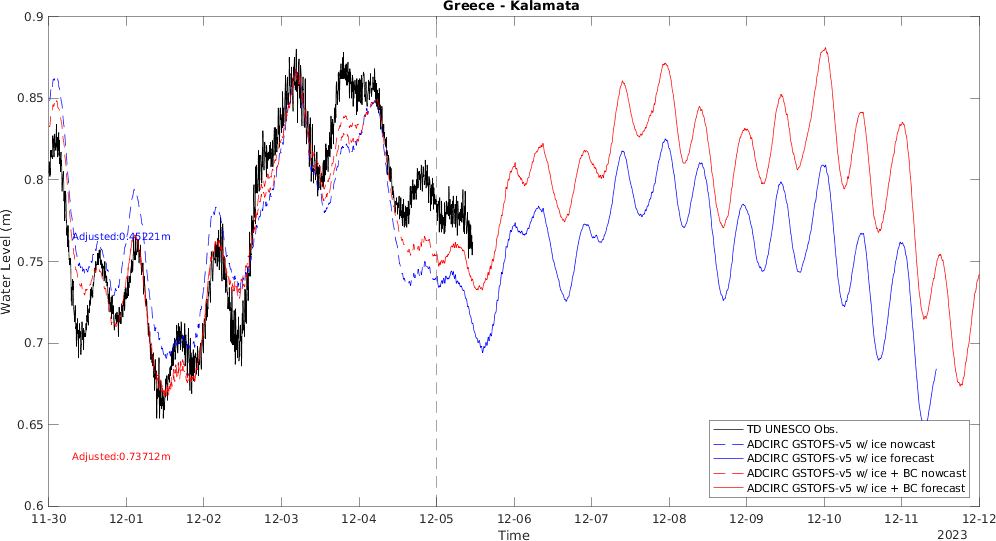 Greece - Kalamata
Water Level (m)
0.9
0.85
0.8
0.75
0.7
0.65
0.6
Adjusted:0.45221m
Adjusted:0.73712m
TD UNESCO Obs.
ADCIRC GSTOFS-v5 w/ ice nowcast
ADCIRC GSTOFS-v5 w/ ice forecast
ADCIRC GSTOFS-v5 w/ ice + BC nowcast
ADCIRC GSTOFS-v5 w/ ice + BC forecast
11-30 12-01 12-02 12-03 12-04 12-05 12-06 12-07 12-08 12-09 12-10 12-11 12-12
Time
2023